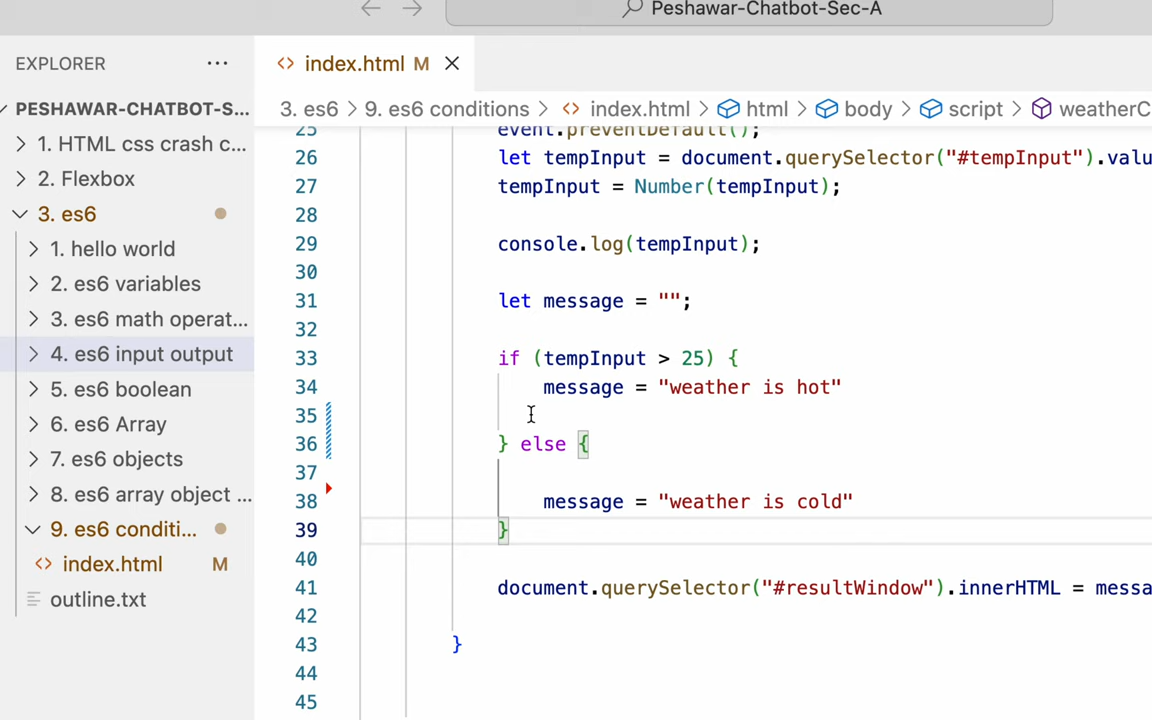 Peshawar-Chatbot-Sec-A
EXPLORER ...
index.html M
PESHAWAR-CHATBOT-S...
3. es6 > 9. es6 conditions > index.html > html > body > script > weatherC
1. HTML css crash c...
2. Flexbox
3. es6
1. hello world
2. es6 variables
3. es6 math operat...
4. es6 input output
5. es6 boolean
6. es6 Array
7. es6 objects
8. es6 array object ...
9. es6 conditi...
index.html M
outline.txt
25 event.preventDefault();
26 let tempInput = document.querySelector("#tempInput").valu
27 tempInput = Number(tempInput);
28
29 console.log(tempInput);
30
31 let message = "";
32
33 if (tempInput > 25) {
34 message = "weather is hot"
35
36 } else {
37
38 message = "weather is cold"
39 }
40
41 document.querySelector("#resultWindow").innerHTML = messa
42
43 }
44
45